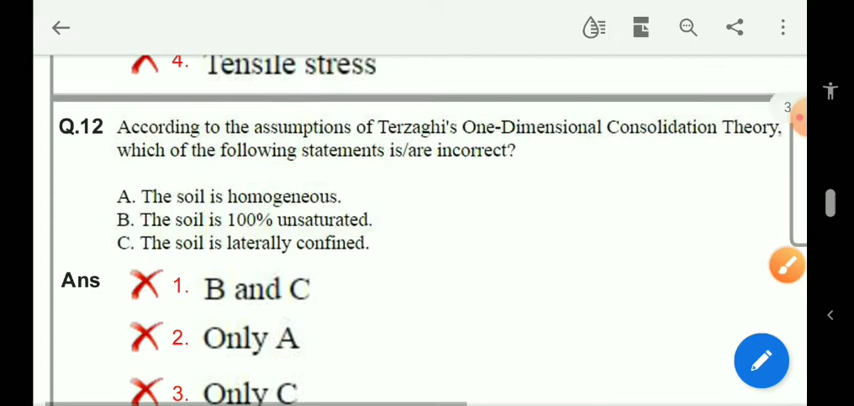 4. Tensile stress
3
Q.12 According to the assumptions of Terzaghi's One-Dimensional Consolidation Theory,
which of the following statements is/are incorrect?
A. The soil is homogeneous.
B. The soil is 100% unsaturated.
C. The soil is laterally confined.
Ans 1. B and C
2. Only A
3. Only C